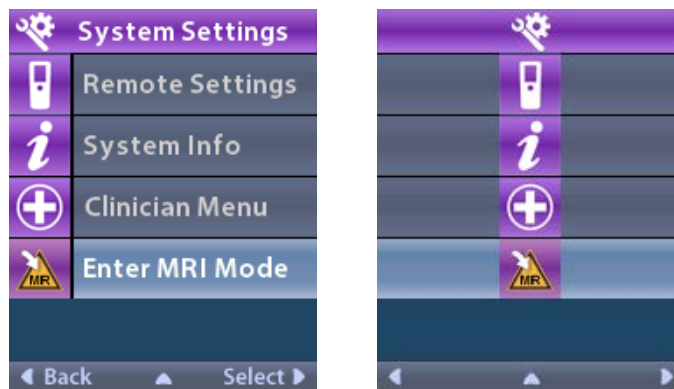 System Settings
Remote Settings
System Info
Clinician Menu
MR Enter MRI Mode
Back Select
i
i
MR